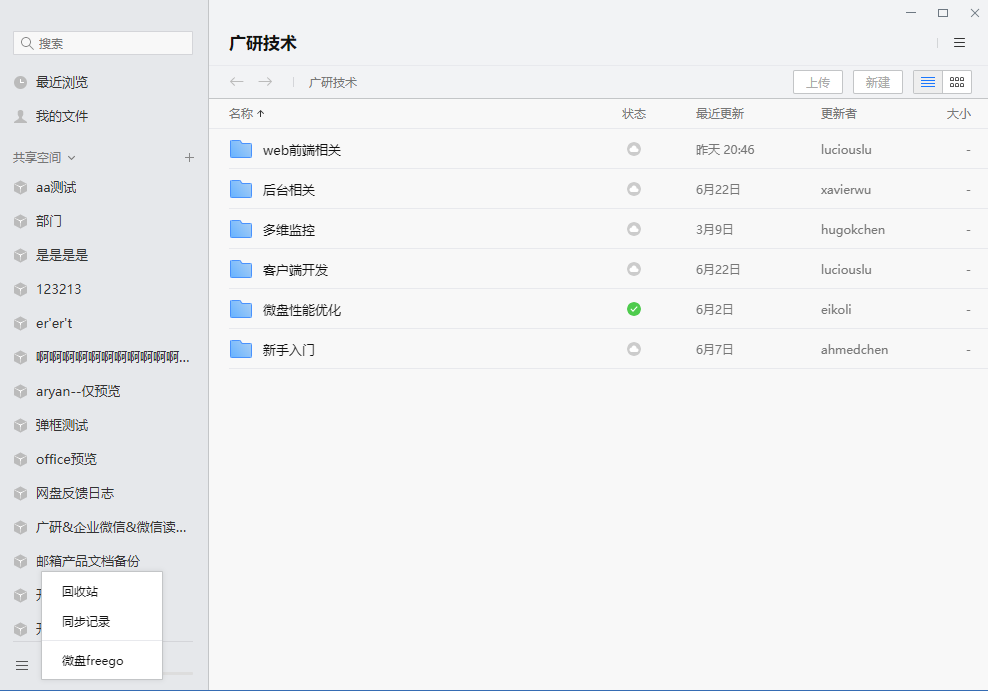 搜索
最近浏览
我的文件
共享空间
aa测试
部门
是是是是
123213
er'er't
啊啊啊啊啊啊啊啊啊啊啊...
aryan--仅预览
弹框测试
office预览
网盘反馈日志
广研&企业微信&微信读...
邮箱产品文档备份
回收站
同步记录
微盘freego
广研技术
广研技术
上传
新建
名称 状态 最近更新 更新者 大小
web前端相关 昨天 20:46 luciouslu -
后台相关 6月22日 xavierwu -
多维监控 3月9日 hugokchen -
客户端开发 6月22日 luciouslu -
微盘性能优化 6月2日 eikoli -
新手入门 6月7日 ahmedchen -